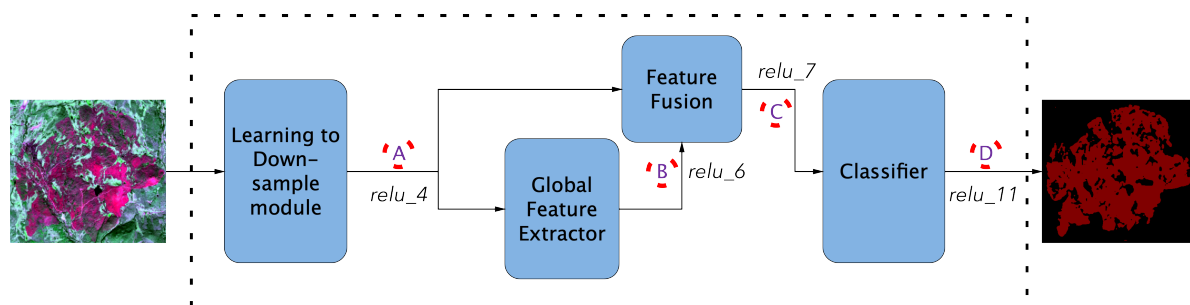 Learning to
Down-
sample
module
A
relu_4
Global
Feature
Extractor
B
relu_6
Feature
Fusion
relu_7
C
Classifier
D
relu_11